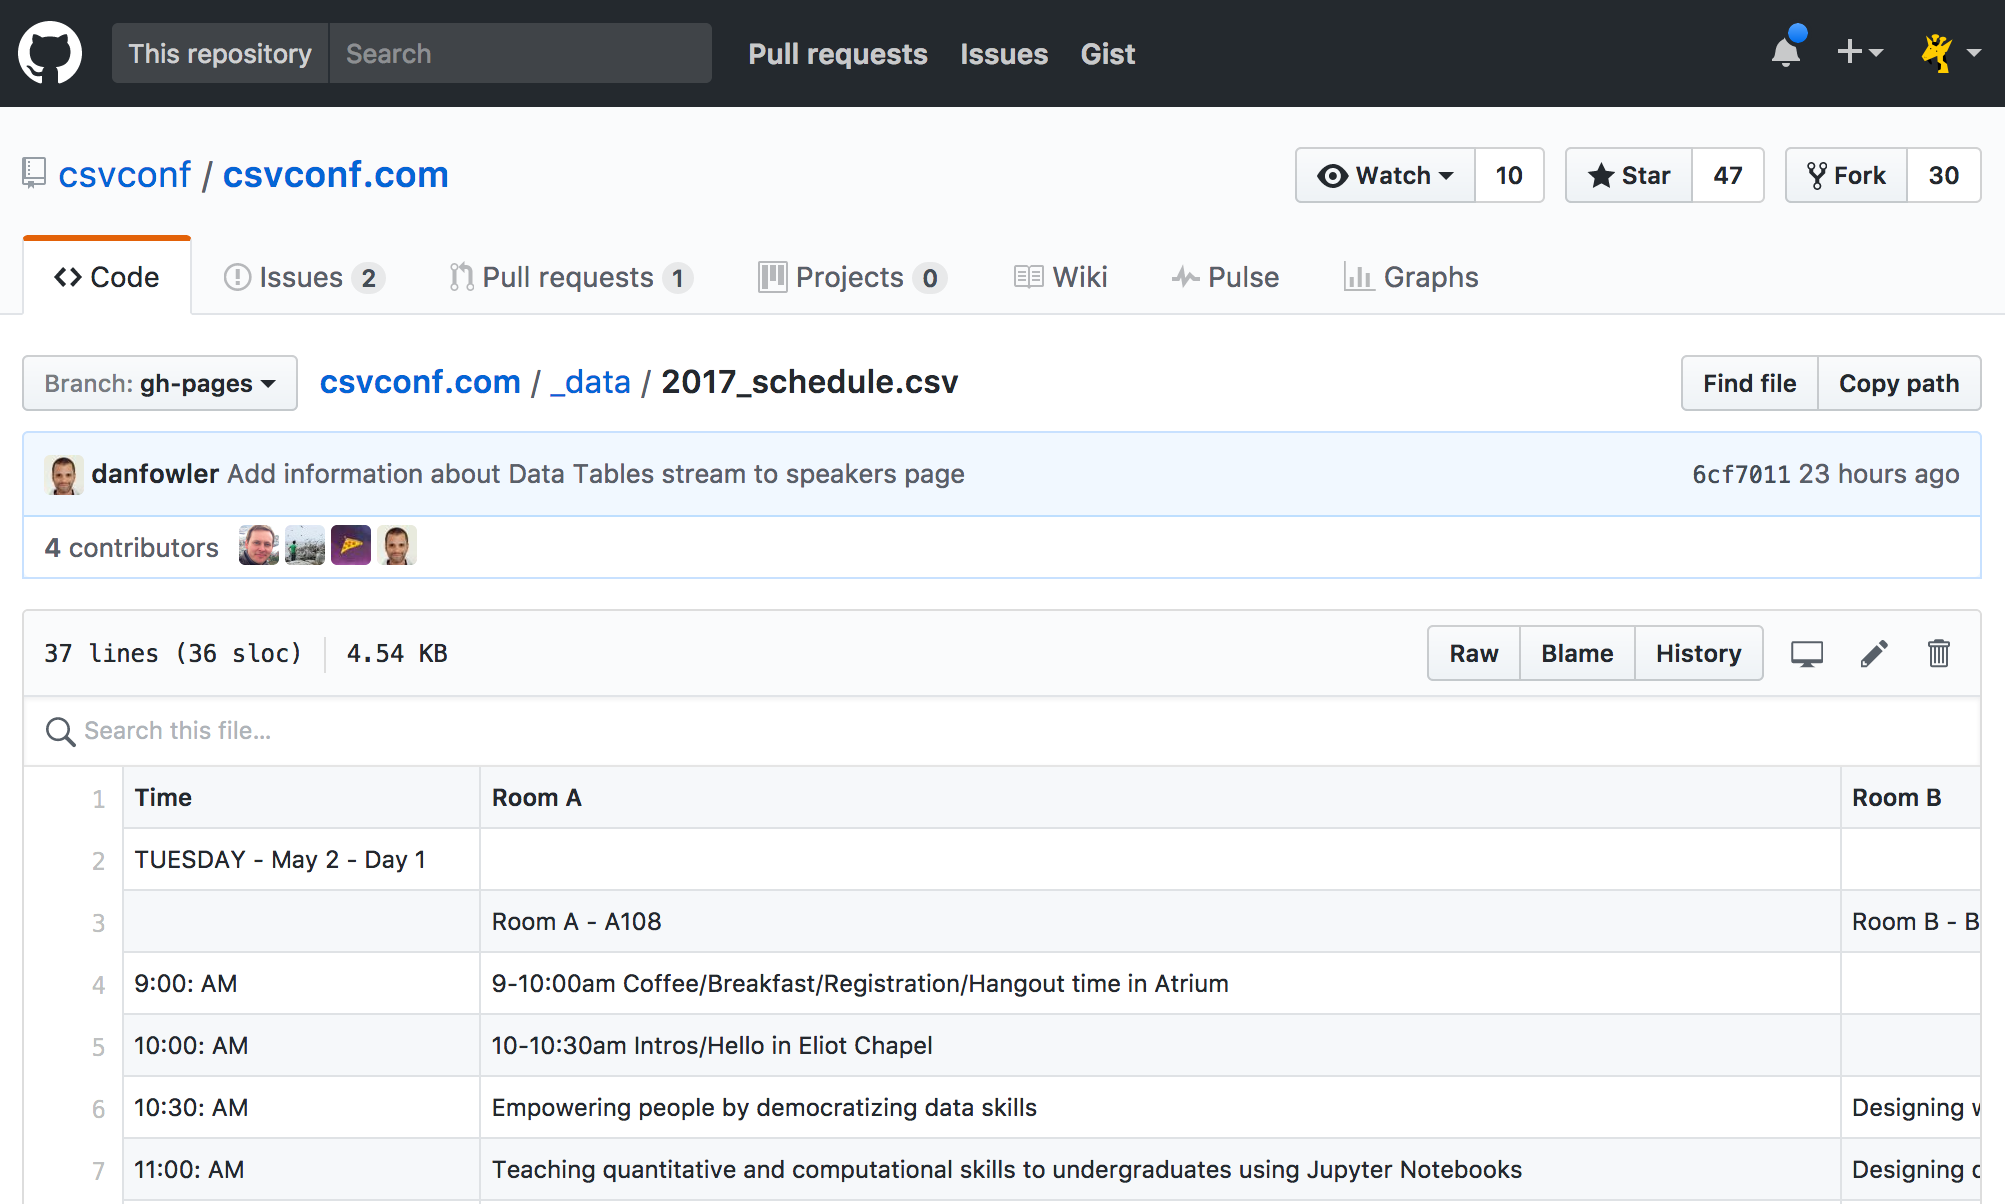 This repository Search Pull requests Issues Gist
csvconf / csvconf.com Watch 10 Star 47 Fork 30
Code Issues 2 Pull requests 1 Projects 0 Wiki Pulse Graphs
Branch: gh-pages csvconf.com / _data / 2017_schedule.csv Find file Copy path
danfowler Add information about Data Tables stream to speakers page 6cf7011 23 hours ago
4 contributors
37 lines (36 sloc) 4.54 KB Raw Blame History
Search this file...
1 Time Room A Room B
2 TUESDAY - May 2 - Day 1
3 Room A - A108 Room B - B
4 9:00: AM 9-10:00am Coffee/Breakfast/Registration/Hangout time in Atrium
5 10:00: AM 10-10:30am Intros/Hello in Eliot Chapel
6 10:30: AM Empowering people by democratizing data skills Designing
7 11:00: AM Teaching quantitative and computational skills to undergraduates using Jupyter Notebooks Designing